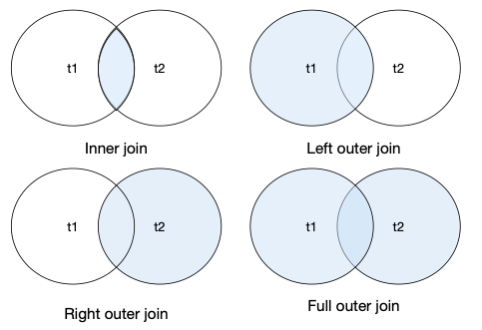 t1
t2
Inner join
t1
t2
Left outer join
t1
t2
Right outer join
t1
t2
Full outer join